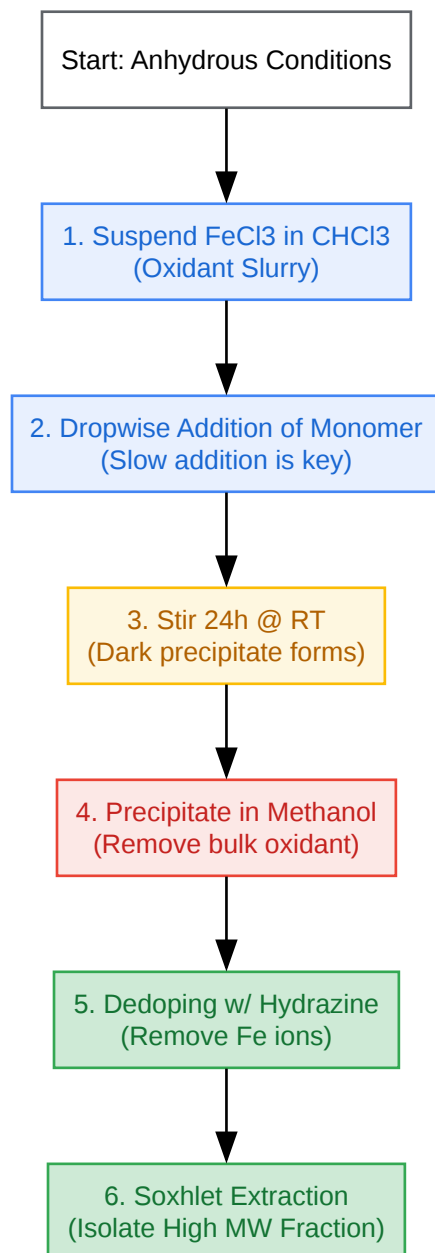 Start: Anhydrous Conditions
1. Suspend FeCl3 in CHCl3
(Oxidant Slurry)
2. Dropwise Addition of Monomer
(Slow addition is key)
3. Stir 24h @ RT
(Dark precipitate forms)
4. Precipitate in Methanol
(Remove bulk oxidant)
5. Dedoping w/ Hydrazine
(Remove Fe ions)
6. Soxhlet Extraction
(Isolate High MW Fraction)